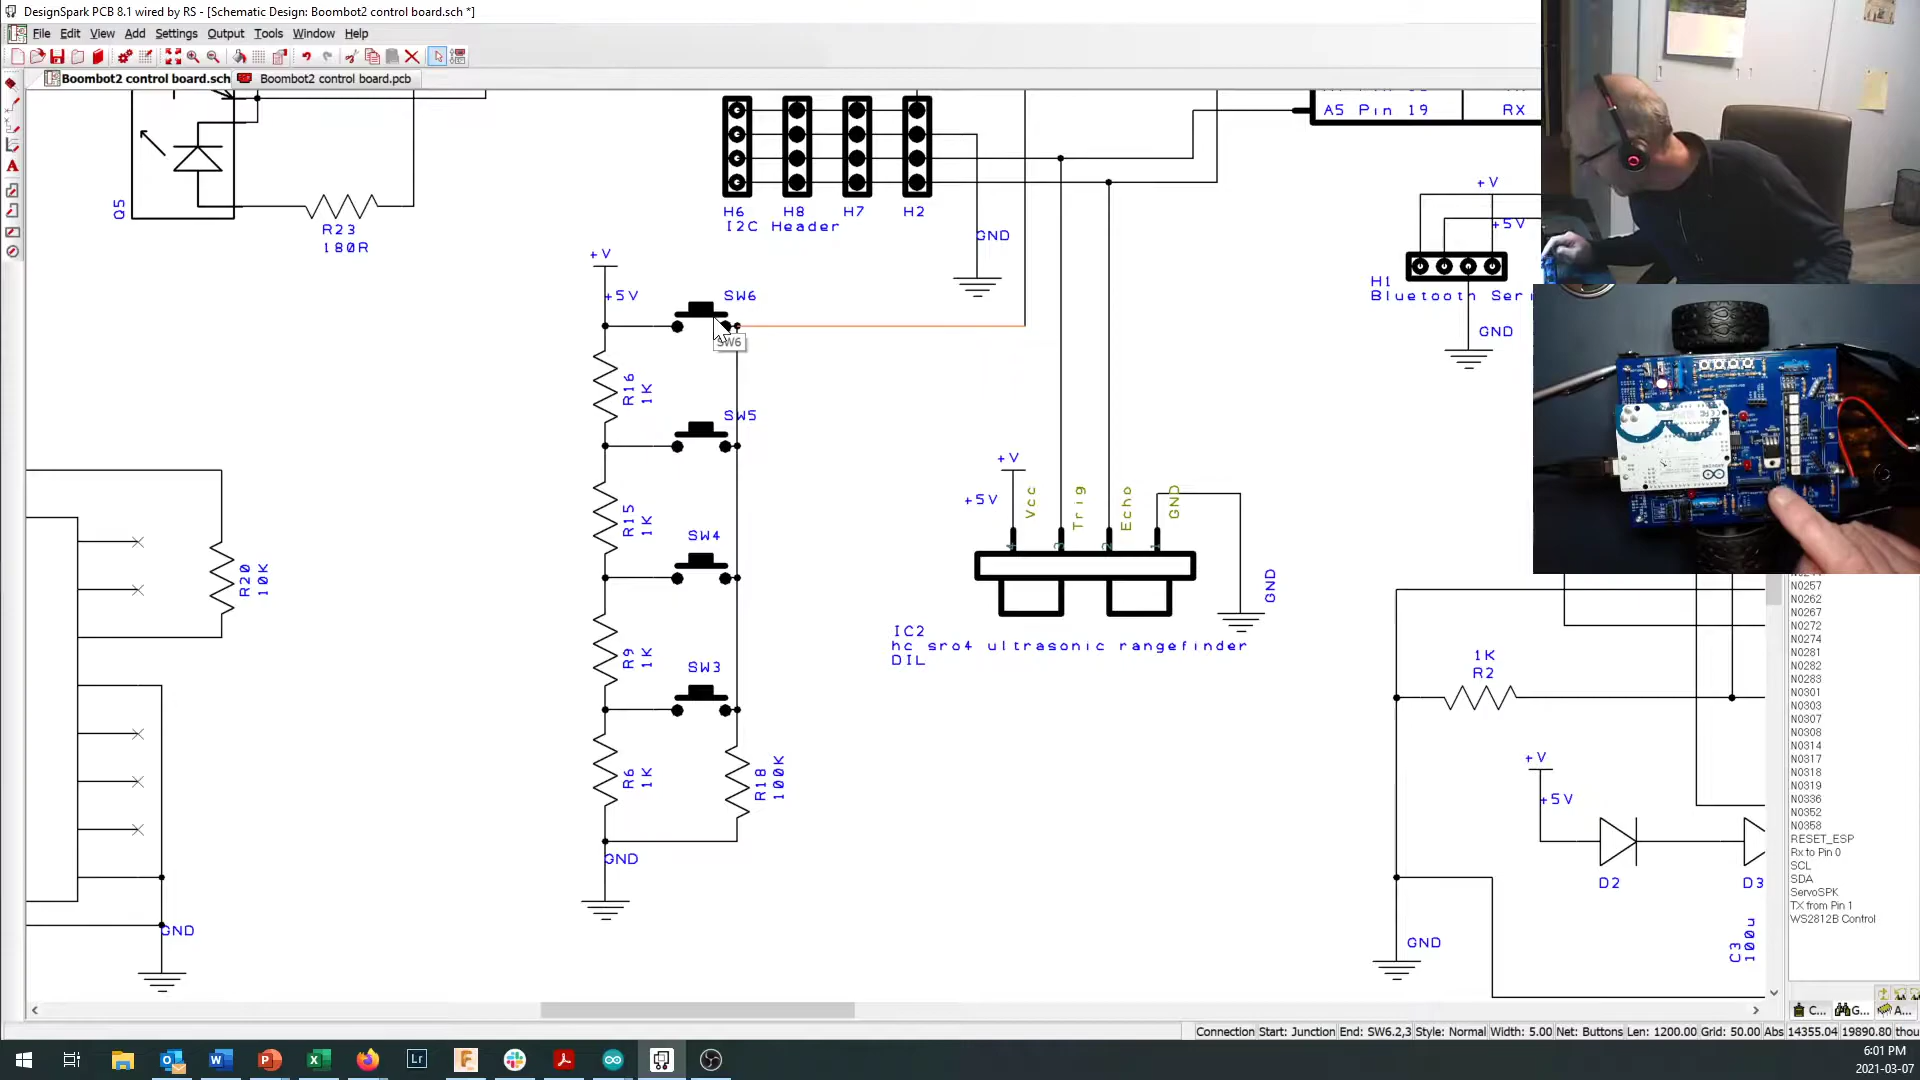 DesignSpark PCB 8.1 wired by RS - [Schematic Design: Boombot2 control board.sch *]
File Edit View Add Settings Output Tools Window Help
Boombot2 control board.sch Boombot2 control board.pcb
A5 Pin 19 RX
H6 H8 H7 H2
I2C Header
GND
Q5
R23
180R
+V
+5V
SW6
SW6
R16
1K
SW5
R15
1K
SW4
R9
1K
SW3
R6
1K
R18
100K
GND
R20
10K
GND
+V
+5V
Vcc
Trig
Echo
GND
4 3 2 1
GND
IC2
hc sro4 ultrasonic rangefinder
DIL
+V
+5V
H1
Bluetooth Seri
GND
1K
R2
+V
+5V
D2
D3
C3
100u
GND
N0257
N0262
N0267
N0272
N0274
N0281
N0282
N0283
N0301
N0303
N0307
N0308
N0314
N0317
N0318
N0319
N0336
N0352
N0358
RESET_ESP
Rx to Pin 0
SCL
SDA
ServoSPK
TX from Pin 1
WS2812B Control
C... G... A...
Connection Start: Junction End: SW6.2,3 Style: Normal Width: 5.00 Net: Buttons Len: 1200.00 Grid: 50.00 Abs 14355.04 19890.80 thou
Lr
6:01 PM
2021-03-07